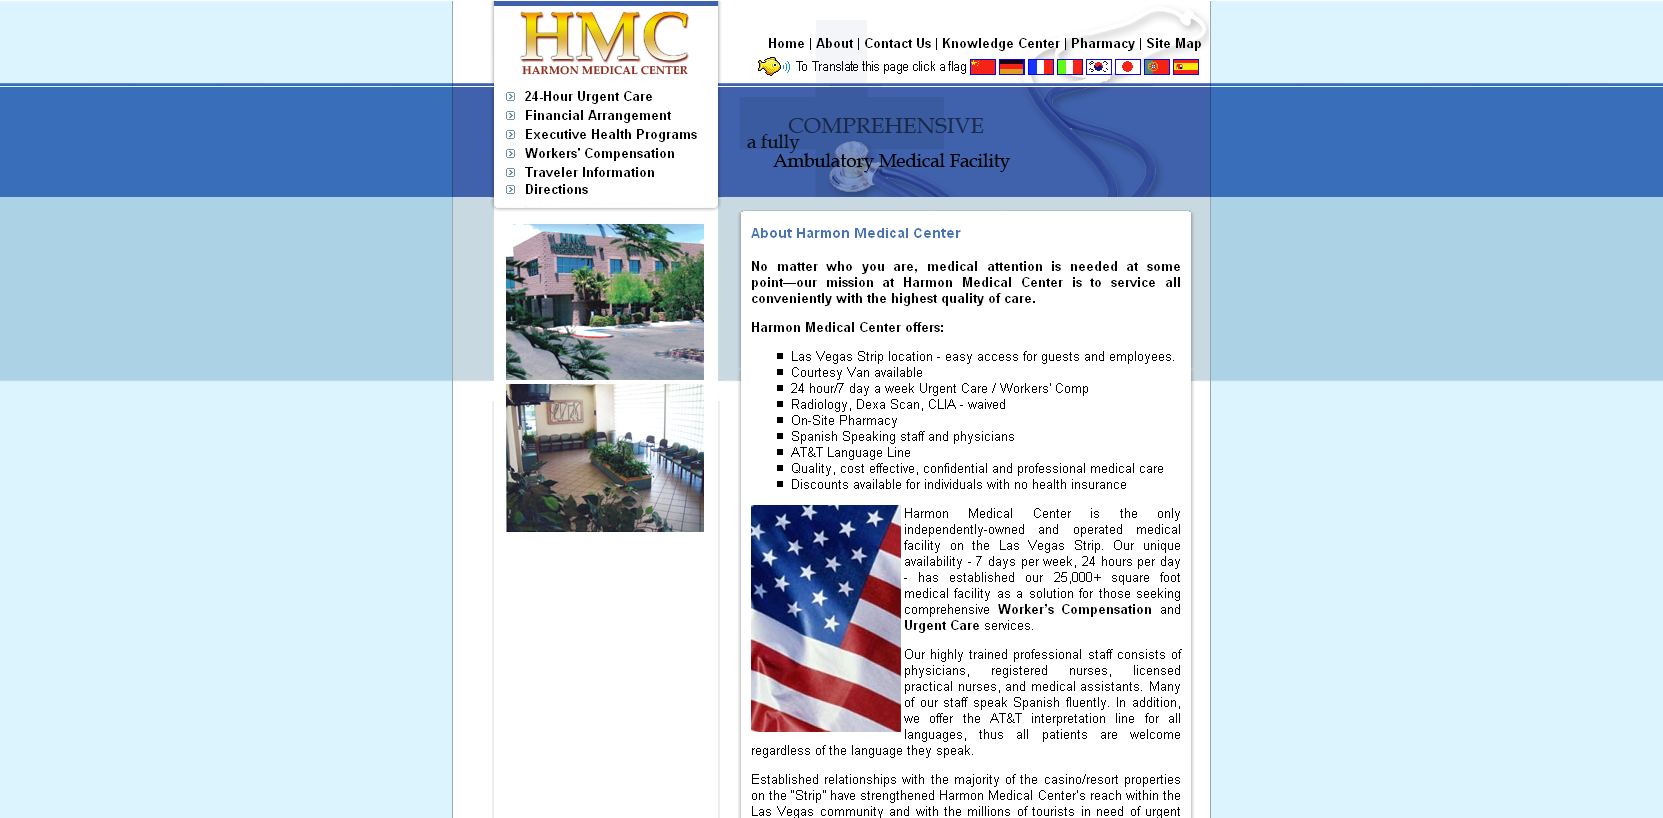 HMC
HARMON MEDICAL CENTER
Home | About | Contact Us | Knowledge Center | Pharmacy | Site Map
To Translate this page click a flag
24-Hour Urgent Care
Financial Arrangement
Executive Health Programs
Workers' Compensation
Traveler Information
Directions
COMPREHENSIVE
a fully
Ambulatory Medical Facility
HMC
About Harmon Medical Center
No matter who you are, medical attention is needed at some
point—our mission at Harmon Medical Center is to service all
conveniently with the highest quality of care.
Harmon Medical Center offers:
Las Vegas Strip location - easy access for guests and employees.
Courtesy Van available
24 hour/7 day a week Urgent Care / Workers' Comp
Radiology, Dexa Scan, CLIA - waived
On-Site Pharmacy
Spanish Speaking staff and physicians
AT&T Language Line
Quality, cost effective, confidential and professional medical care
Discounts available for individuals with no health insurance
Harmon Medical Center is the only
independently-owned and operated medical
facility on the Las Vegas Strip. Our unique
availability - 7 days per week, 24 hours per day
- has established our 25,000+ square foot
medical facility as a solution for those seeking
comprehensive Worker's Compensation and
Urgent Care services.
Our highly trained professional staff consists of
physicians, registered nurses, licensed
practical nurses, and medical assistants. Many
of our staff speak Spanish fluently. In addition,
we offer the AT&T interpretation line for all
languages, thus all patients are welcome
regardless of the language they speak.
Established relationships with the majority of the casino/resort properties
on the "Strip" have strengthened Harmon Medical Center's reach within the
Las Vegas community and with the millions of tourists in need of urgent